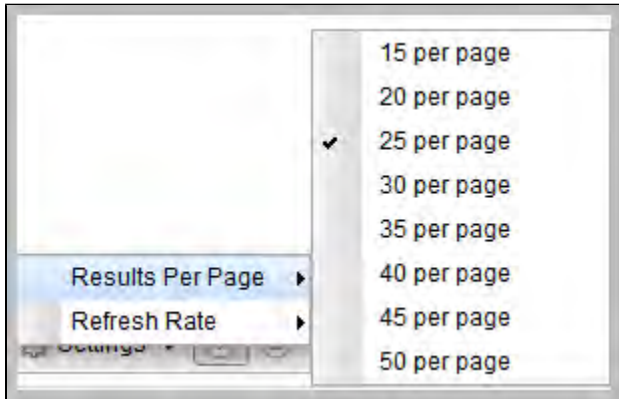 15 per page
20 per page
25 per page
30 per page
35 per page
40 per page
45 per page
50 per page
Results Per Page
Refresh Rate
Settings